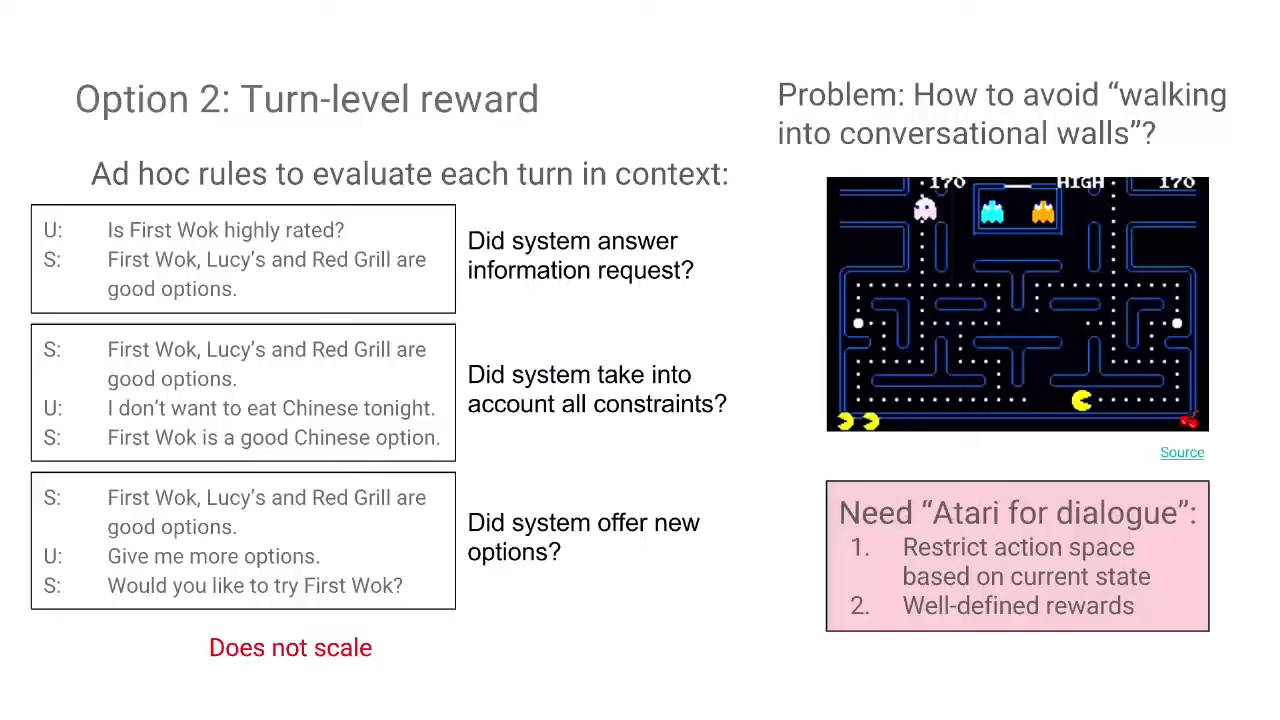 Option 2: Turn-level reward
Ad hoc rules to evaluate each turn in context:
U: Is First Wok highly rated?
S: First Wok, Lucy's and Red Grill are
good options.
Did system answer
information request?
S: First Wok, Lucy's and Red Grill are
good options.
U: I don't want to eat Chinese tonight.
S: First Wok is a good Chinese option.
Did system take into
account all constraints?
S: First Wok, Lucy's and Red Grill are
good options.
U: Give me more options.
S: Would you like to try First Wok?
Did system offer new
options?
Does not scale
Problem: How to avoid “walking
into conversational walls”?
170 HIGH 170
Source
Need “Atari for dialogue”:
1. Restrict action space
based on current state
2. Well-defined rewards